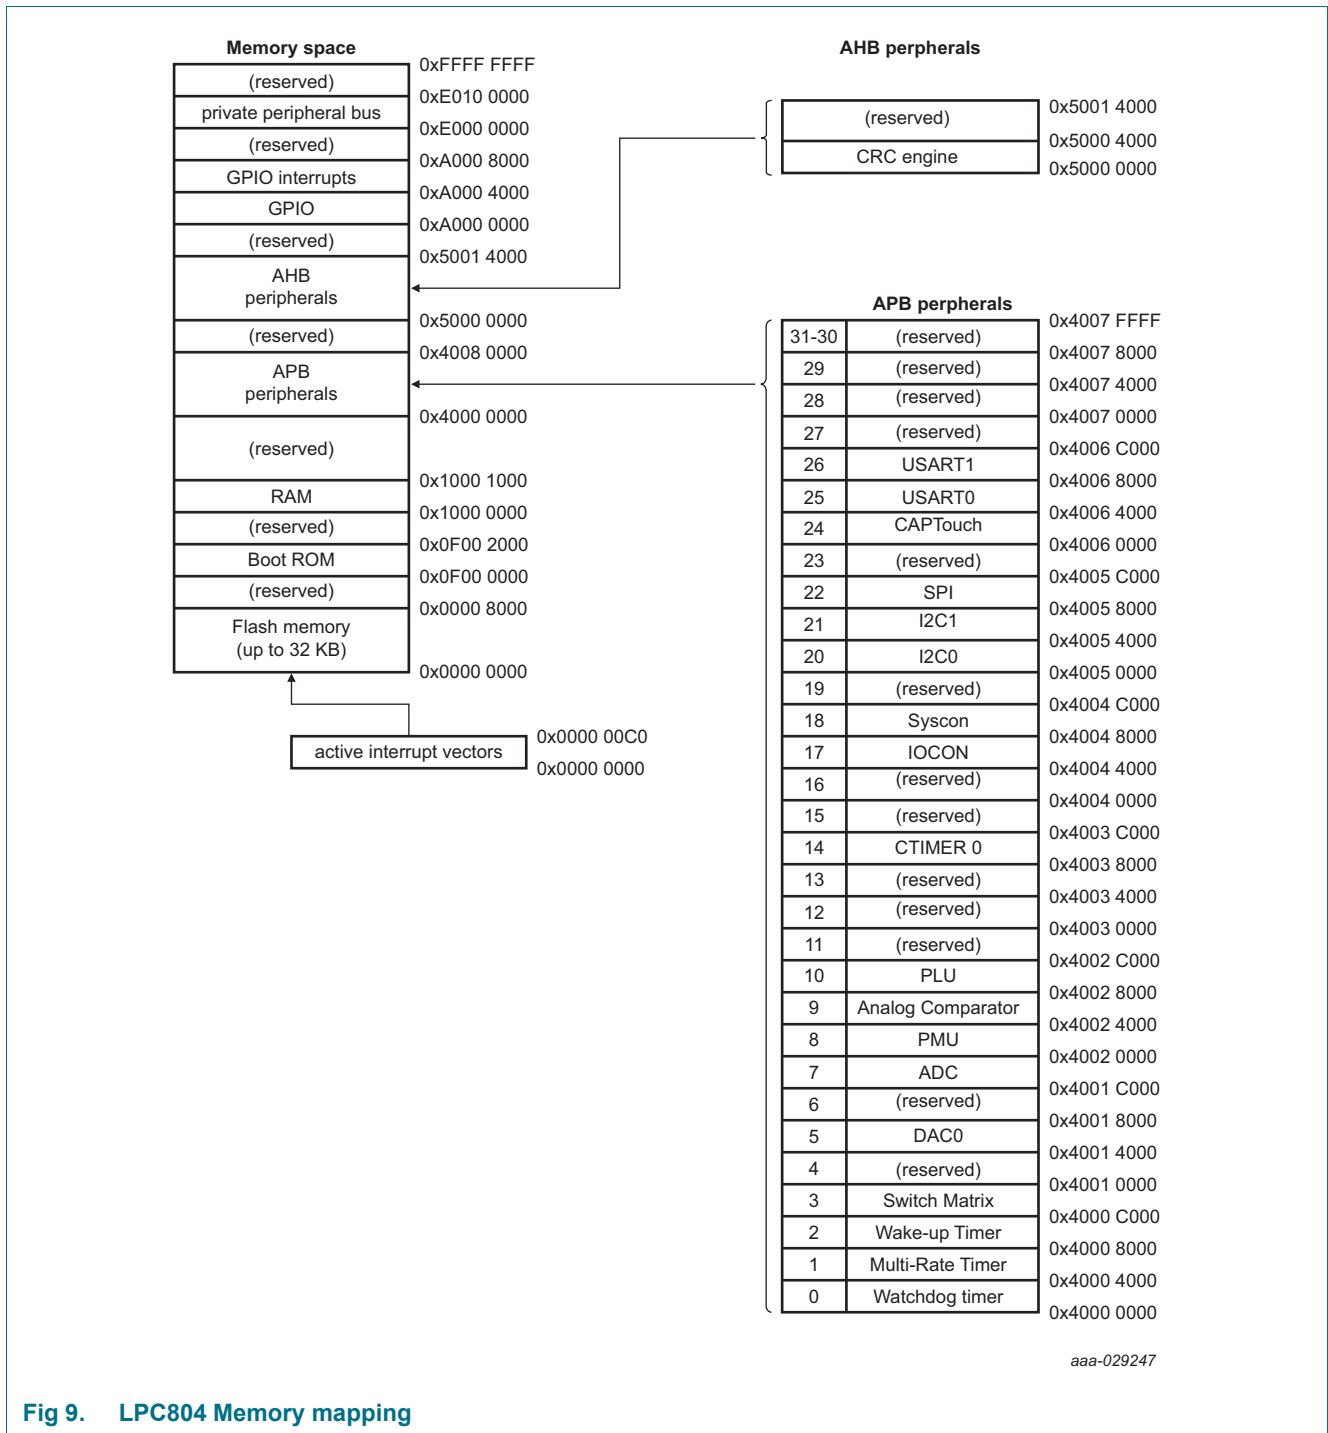 Memory space
0xFFFF FFFF
(reserved)
0xE010 0000
private peripheral bus
0xE000 0000
(reserved)
0xA000 8000
GPIO interrupts
0xA000 4000
GPIO
0xA000 0000
(reserved)
0x5001 4000
AHB
peripherals
0x5000 0000
(reserved)
0x4008 0000
APB
peripherals
0x4000 0000
(reserved)
0x1000 1000
RAM
0x1000 0000
(reserved)
0x0F00 2000
Boot ROM
0x0F00 0000
(reserved)
0x0000 8000
Flash memory
(up to 32 KB)
0x0000 0000
active interrupt vectors
0x0000 00C0
0x0000 0000
AHB perpherals
0x5001 4000
(reserved)
0x5000 4000
CRC engine
0x5000 0000
APB perpherals
0x4007 FFFF
31-30 (reserved)
0x4007 8000
29 (reserved)
0x4007 4000
28 (reserved)
0x4007 0000
27 (reserved)
0x4006 C000
26 USART1
0x4006 8000
25 USART0
0x4006 4000
24 CAPTouch
0x4006 0000
23 (reserved)
0x4005 C000
22 SPI
0x4005 8000
21 I2C1
0x4005 4000
20 I2C0
0x4005 0000
19 (reserved)
0x4004 C000
18 Syscon
0x4004 8000
17 IOCON
0x4004 4000
16 (reserved)
0x4004 0000
15 (reserved)
0x4003 C000
14 CTIMER 0
0x4003 8000
13 (reserved)
0x4003 4000
12 (reserved)
0x4003 0000
11 (reserved)
0x4002 C000
10 PLU
0x4002 8000
9 Analog Comparator
0x4002 4000
8 PMU
0x4002 0000
7 ADC
0x4001 C000
6 (reserved)
0x4001 8000
5 DAC0
0x4001 4000
4 (reserved)
0x4001 0000
3 Switch Matrix
0x4000 C000
2 Wake-up Timer
0x4000 8000
1 Multi-Rate Timer
0x4000 4000
0 Watchdog timer
0x4000 0000
aaa-029247
Fig 9. LPC804 Memory mapping